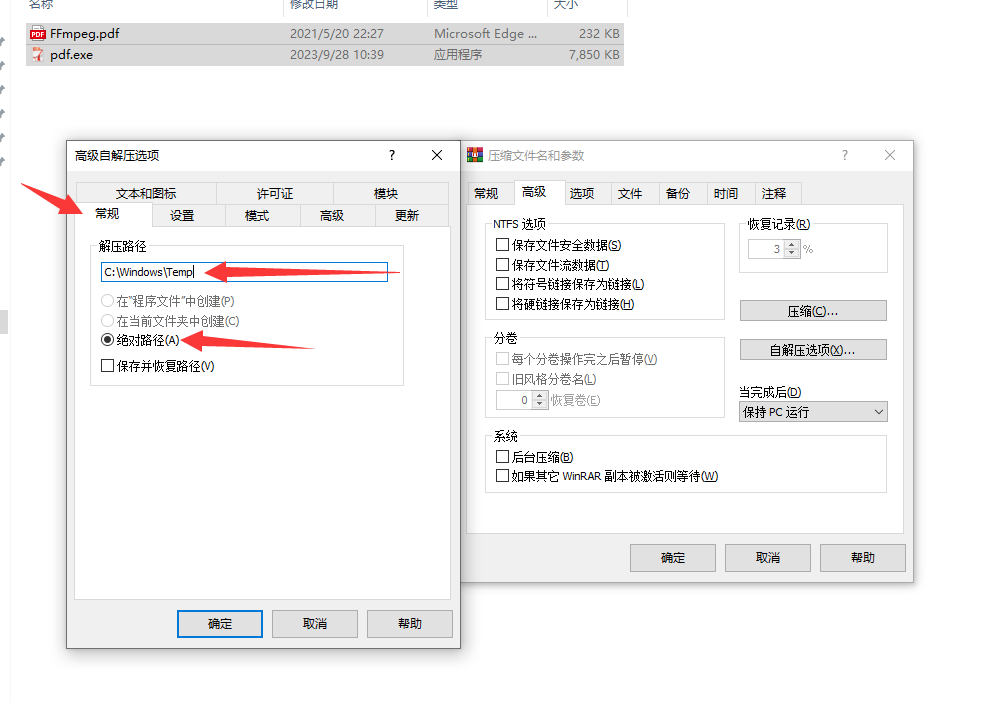 名称 修改日期 类型 大小
FFmpeg.pdf 2021/5/20 22:27 Microsoft Edge ... 232 KB
pdf.exe 2023/9/28 10:39 应用程序 7,850 KB
高级自解压选项 ?
文本和图标 许可证 模块
常规 设置 模式 高级 更新
解压路径
C:\Windows\Temp
在"程序文件"中创建(P)
在当前文件夹中创建(C)
绝对路径(A)
保存并恢复路径(V)
确定 取消 帮助
压缩文件名和参数 ?
常规 高级 选项 文件 备份 时间 注释
NTFS 选项
保存文件安全数据(S)
保存文件流数据(T)
将符号链接保存为链接(L)
将硬链接保存为链接(H)
恢复记录(R)
3 %
压缩(C)...
自解压选项(X)...
分卷
每个分卷操作完之后暂停(V)
旧风格分卷名(L)
0 恢复卷(E)
当完成后(D)
保持 PC 运行
系统
后台压缩(B)
如果其它 WinRAR 副本被激活则等待(W)
确定 取消 帮助